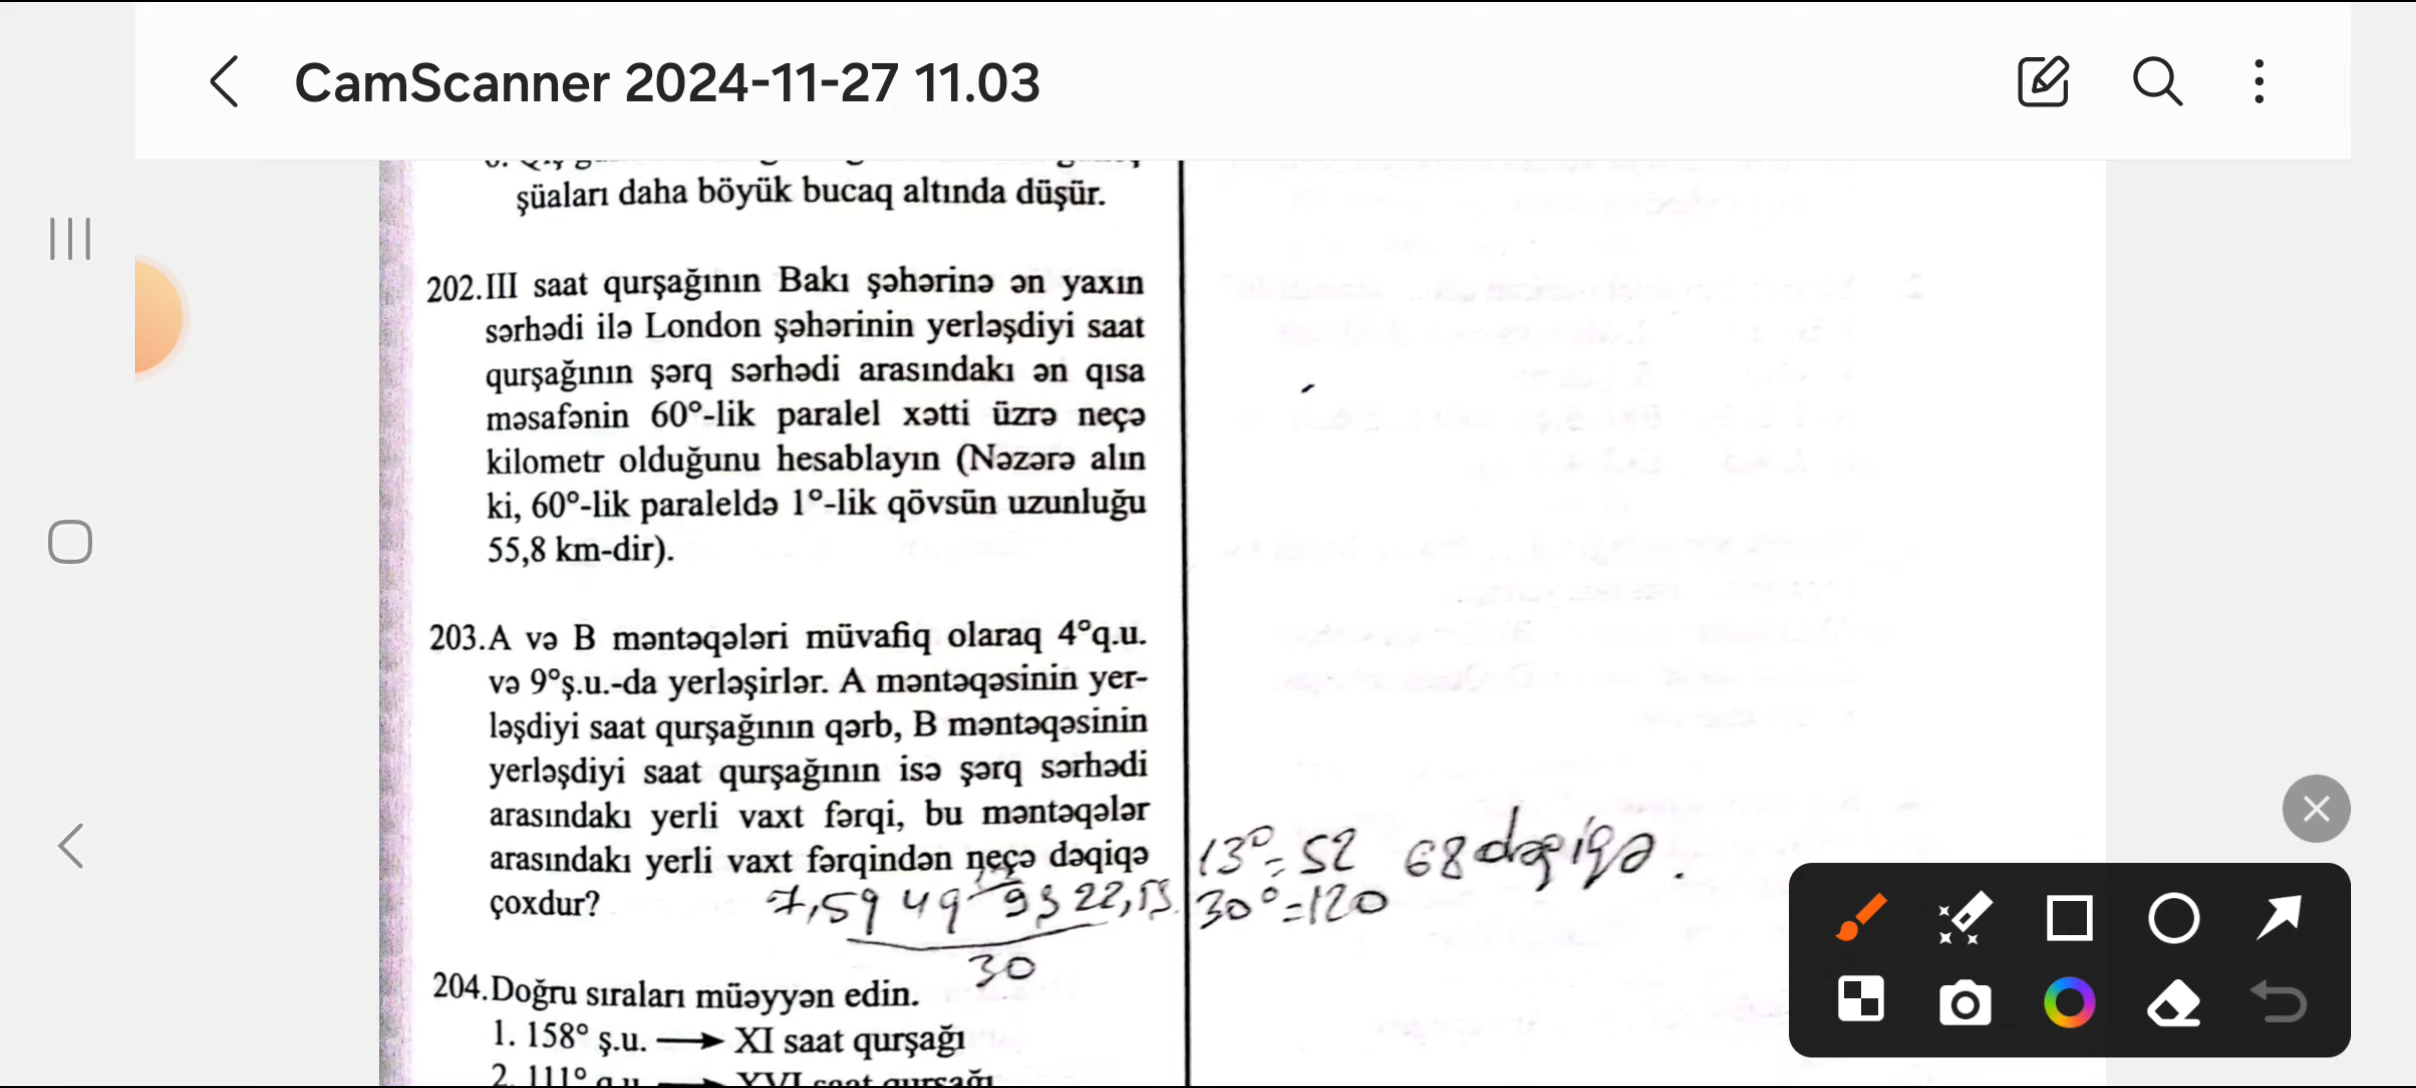 CamScanner 2024-11-27 11.03
şüaları daha böyük bucaq altında düşür.
202.III saat qurşağının Bakı şəhərinə ən yaxın
sərhədi ilə London şəhərinin yerləşdiyi saat
qurşağının şərq sərhədi arasındakı ən qısa
məsafənin 60°-lik paralel xətti üzrə neçə
kilometr olduğunu hesablayın (Nəzərə alın
ki, 60°-lik paraleldə 1°-lik qövsün uzunluğu
55,8 km-dir).
203.A və B məntəqələri müvafiq olaraq 4°q.u.
və 9°ş.u.-da yerləşirlər. A məntəqəsinin yer-
ləşdiyi saat qurşağının qərb, B məntəqəsinin
yerləşdiyi saat qurşağının isə şərq sərhədi
arasındakı yerli vaxt fərqi, bu məntəqələr
arasındakı yerli vaxt fərqindən neçə dəqiqə
çoxdur?
13°= 52 68 dəqiqə.
30°=120
30
204.Doğru sıraları müəyyən edin.
1. 158° ş.u. → XI saat qurşağı
2. 111° q.u. → XVI saat qurşağı